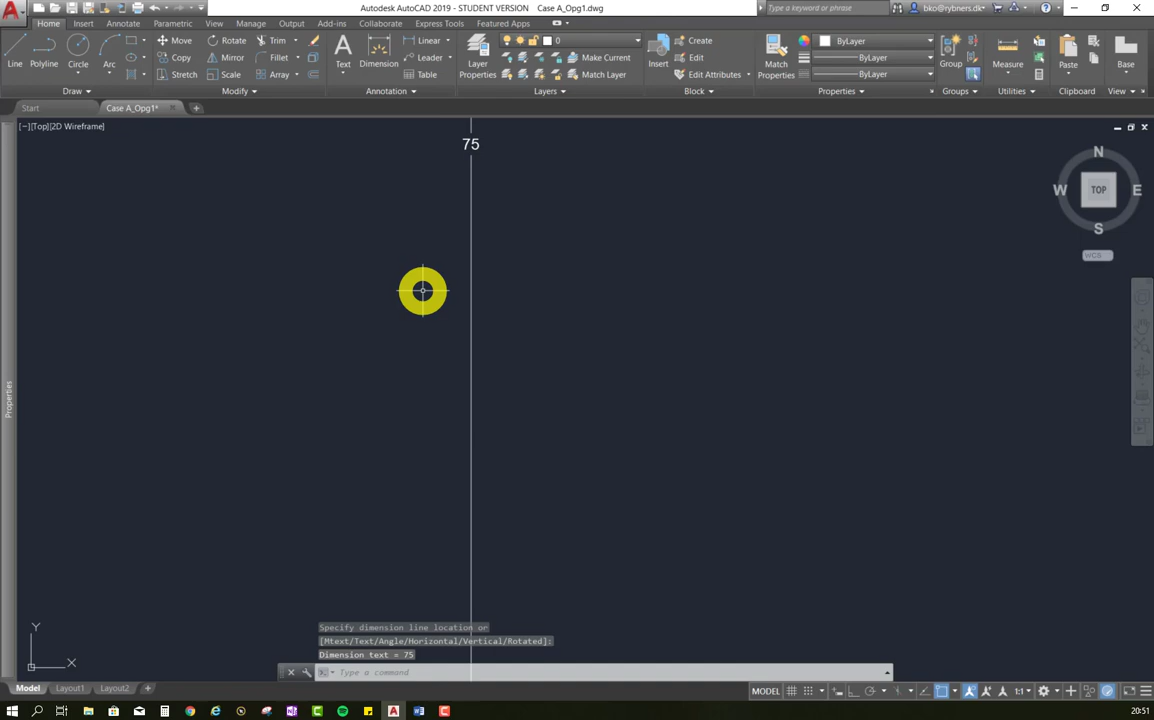 Autodesk AutoCAD 2019 - STUDENT VERSION Case A_Opg1.dwg
Type a keyword or phrase
bko@rybners.dk
Home Insert Annotate Parametric View Manage Output Add-ins Collaborate Express Tools Featured Apps
Line Polyline Circle Arc
Move Rotate Trim
Copy Mirror Fillet
Stretch Scale Array
Text Dimension
Linear
Leader
Table
Layer Properties
0
Make Current
Match Layer
Insert
Create
Edit
Edit Attributes
Match Properties
ByLayer
ByLayer
ByLayer
Group
Measure
Paste
Base
Draw Modify Annotation Layers Block Properties Groups Utilities Clipboard View
Start Case A_Opg1*
[−][Top][2D Wireframe]
75
N
W TOP E
S
WCS
Properties
Y
X
Specify dimension line location or
[Mtext/Text/Angle/Horizontal/Vertical/Rotated]:
Dimension text = 75
Type a command
Model Layout1 Layout2
MODEL
1:1
20:51